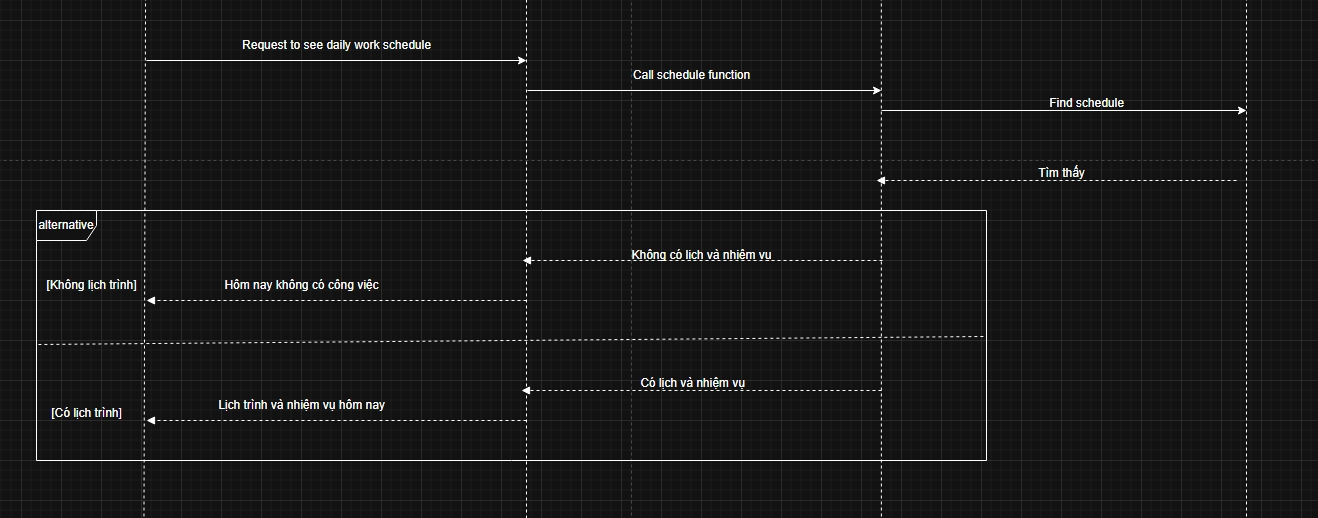 Request to see daily work schedule
Call schedule function
Find schedule
Tìm thấy
alternative
Không có lịch và nhiệm vu
[Không lịch trình]
Hôm nay không có công việc
Có lịch và nhiệm vụ
Lịch trình và nhiệm vụ hôm nay
[Có lịch trình]